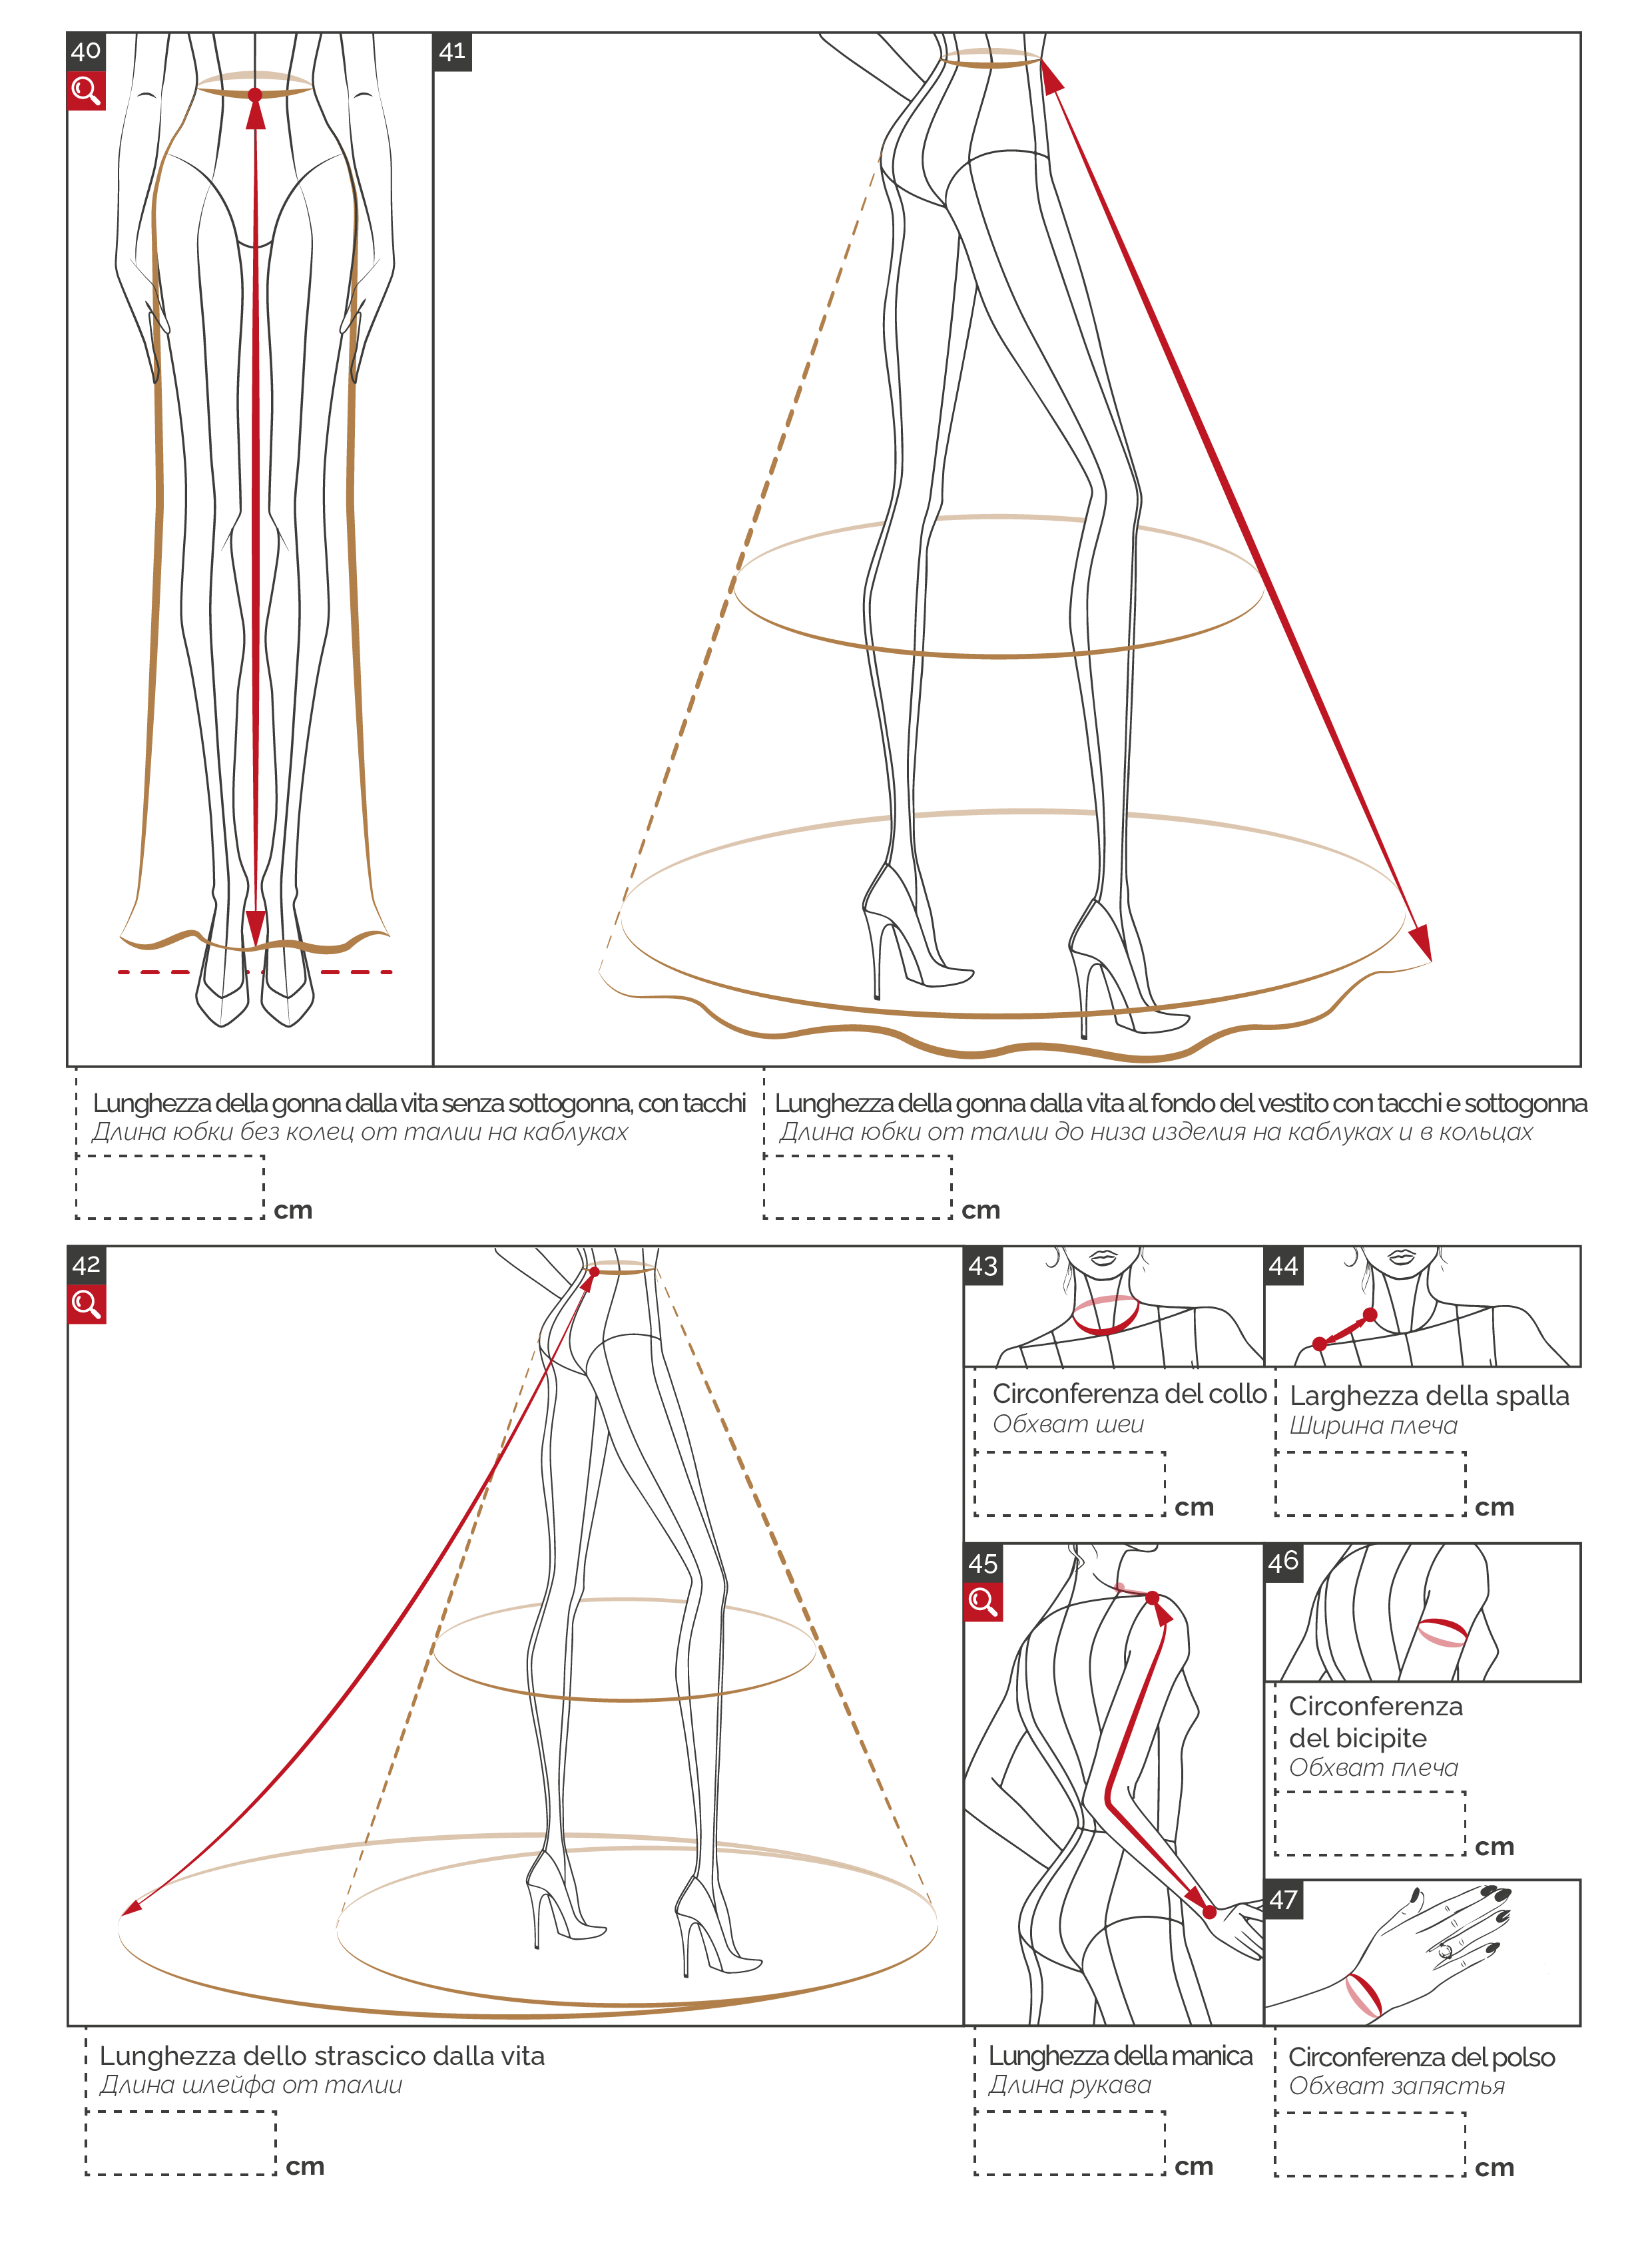 40
41
Lunghezza della gonna dalla vita senza sottogonna, con tacchi
Длина юбки без колец от талии на каблуках
cm
Lunghezza della gonna dalla vita al fondo del vestito con tacchi e sottogonna
Длина юбки от талии до низа изделия на каблуках и в кольцах
cm
42
43
44
Circonferenza del collo
Обхват шеи
cm
Larghezza della spalla
Ширина плеча
cm
45
46
Circonferenza
del bicipite
Обхват плеча
cm
47
Lunghezza dello strascico dalla vita
Длина шлейфа от талии
cm
Lunghezza della manica
Длина рукава
cm
Circonferenza del polso
Обхват запястья
cm